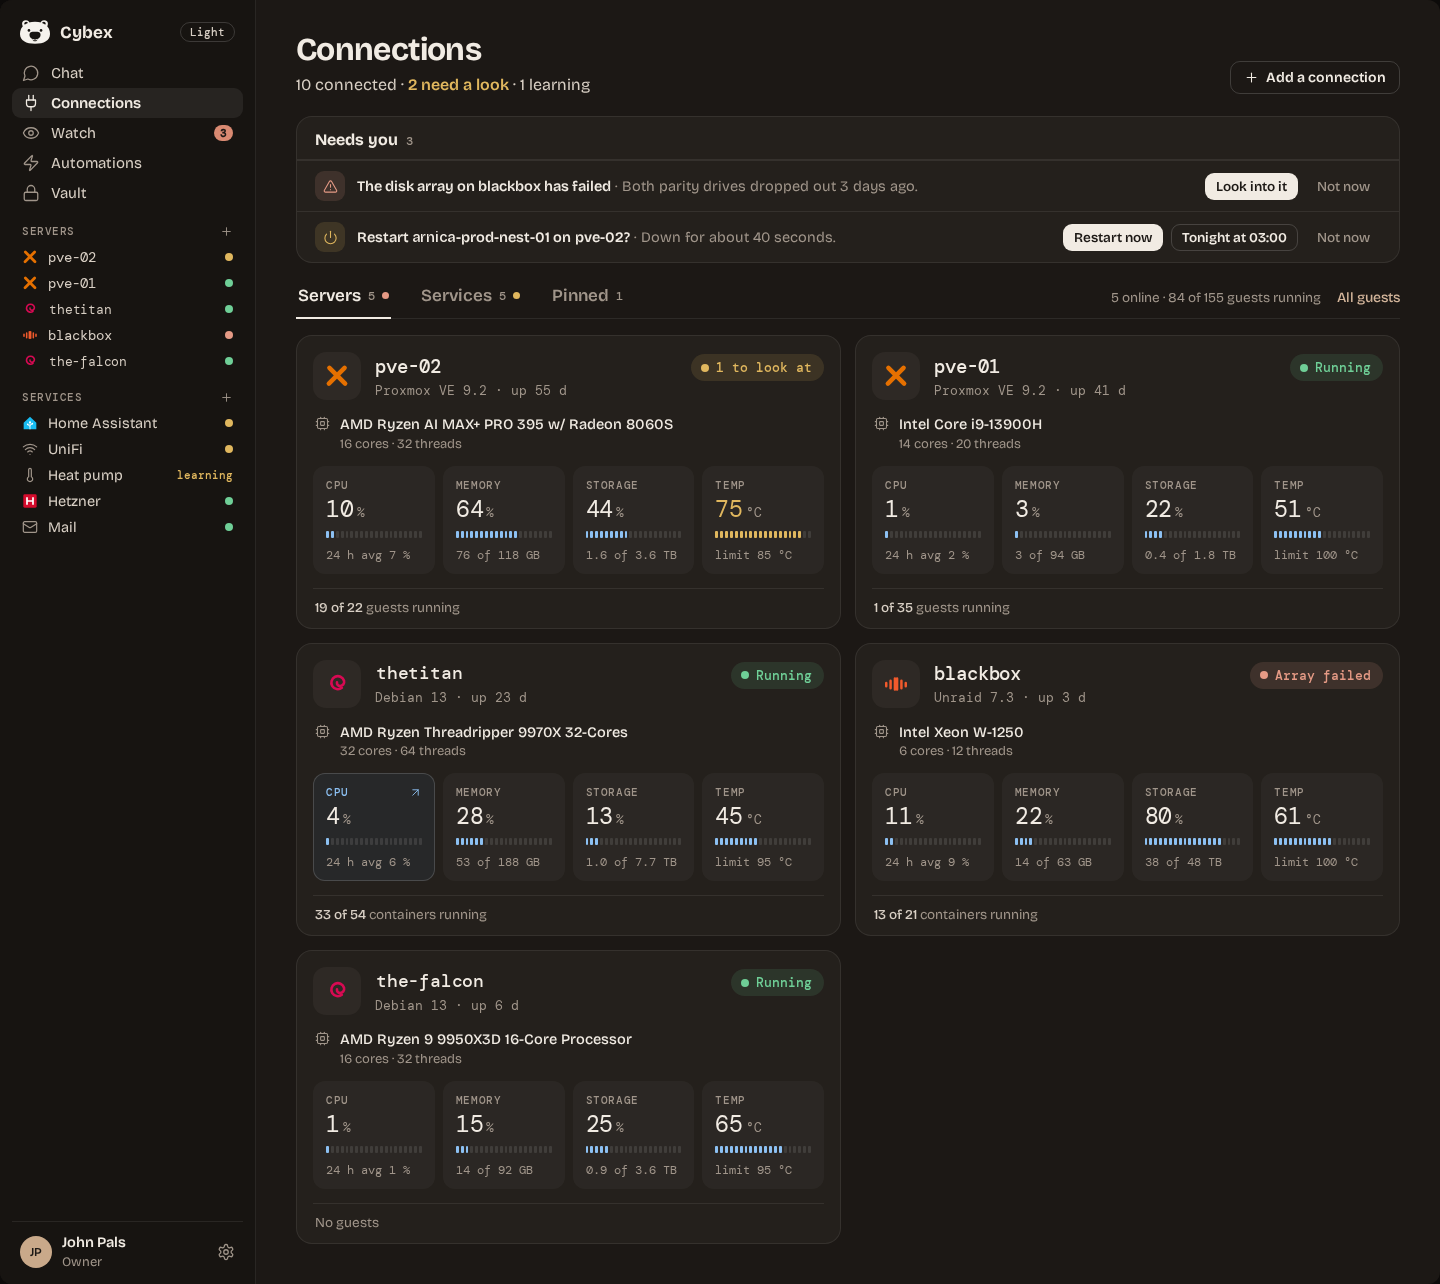 Cybex
Light
Chat
Connections
Watch 3
Automations
Vault
SERVERS
pve-02
pve-01
thetitan
blackbox
the-falcon
SERVICES
Home Assistant
UniFi
Heat pump learning
Hetzner
Mail
JP
John Pals
Owner
Connections
10 connected · 2 need a look · 1 learning
Add a connection
Needs you 3
The disk array on blackbox has failed · Both parity drives dropped out 3 days ago.
Look into it Not now
Restart arnica-prod-nest-01 on pve-02? · Down for about 40 seconds.
Restart now Tonight at 03:00 Not now
Servers 5 Services 5 Pinned 1
5 online · 84 of 155 guests running All guests
pve-02
1 to look at
Proxmox VE 9.2 · up 55 d
AMD Ryzen AI MAX+ PRO 395 w/ Radeon 8060S
16 cores · 32 threads
CPU MEMORY STORAGE TEMP
10 % 64 % 44 % 75 °C
24 h avg 7 % 76 of 118 GB 1.6 of 3.6 TB limit 85 °C
19 of 22 guests running
pve-01
Running
Proxmox VE 9.2 · up 41 d
Intel Core i9-13900H
14 cores · 20 threads
CPU MEMORY STORAGE TEMP
1 % 3 % 22 % 51 °C
24 h avg 2 % 3 of 94 GB 0.4 of 1.8 TB limit 100 °C
1 of 35 guests running
thetitan
Running
Debian 13 · up 23 d
AMD Ryzen Threadripper 9970X 32-Cores
32 cores · 64 threads
CPU MEMORY STORAGE TEMP
4 % 28 % 13 % 45 °C
24 h avg 6 % 53 of 188 GB 1.0 of 7.7 TB limit 95 °C
33 of 54 containers running
blackbox
Array failed
Unraid 7.3 · up 3 d
Intel Xeon W-1250
6 cores · 12 threads
CPU MEMORY STORAGE TEMP
11 % 22 % 80 % 61 °C
24 h avg 9 % 14 of 63 GB 38 of 48 TB limit 100 °C
13 of 21 containers running
the-falcon
Running
Debian 13 · up 6 d
AMD Ryzen 9 9950X3D 16-Core Processor
16 cores · 32 threads
CPU MEMORY STORAGE TEMP
1 % 15 % 25 % 65 °C
24 h avg 1 % 14 of 92 GB 0.9 of 3.6 TB limit 95 °C
No guests